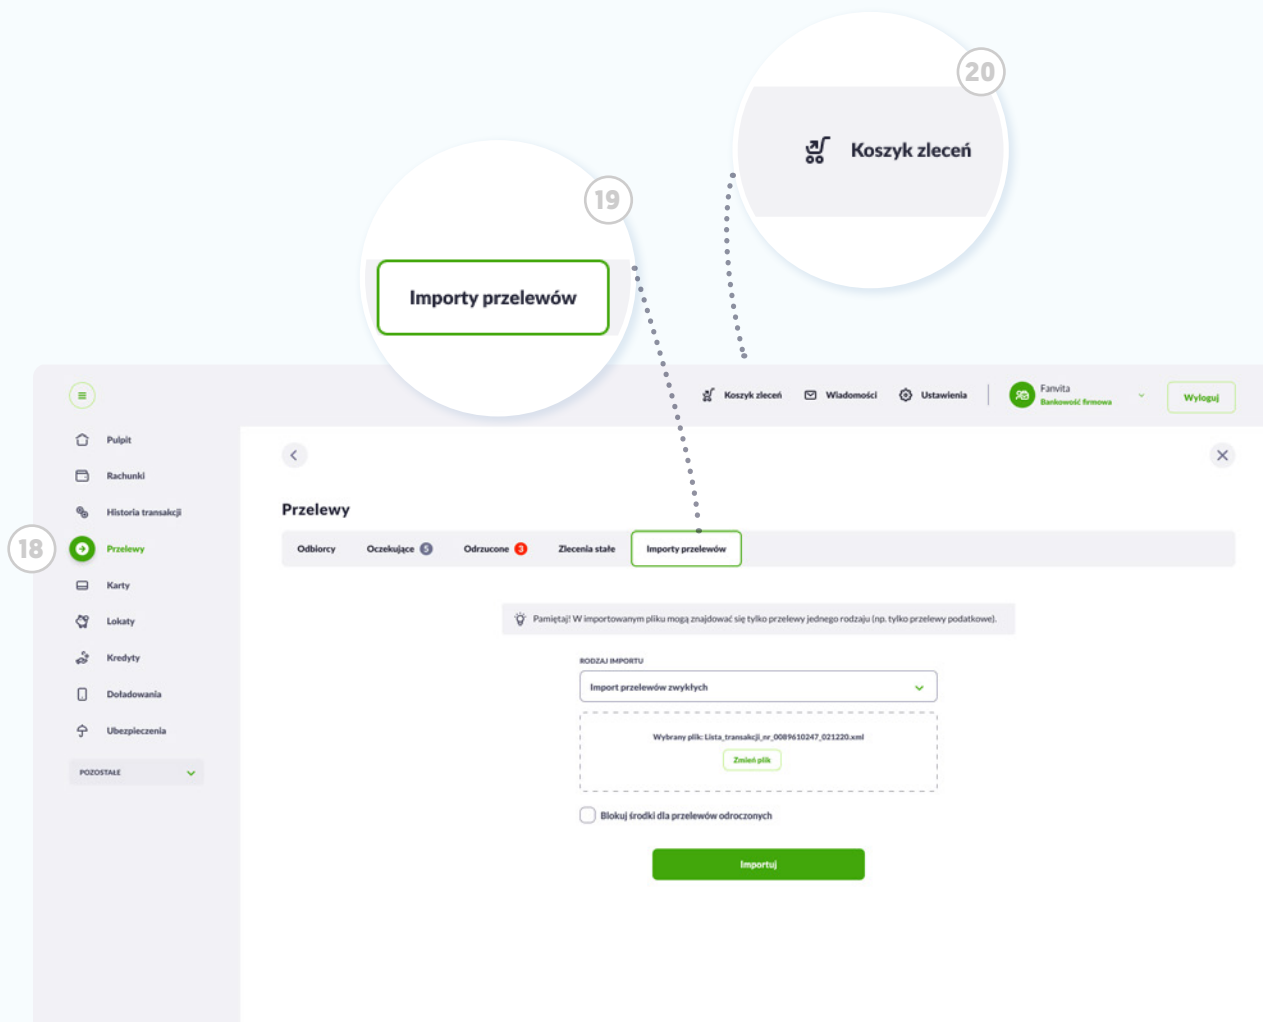 20
Koszyk zleceń
19
Importy przelewów
Koszyk zleceń
Wiadomości
Ustawienia
Fanvita
Bankowość firmowa
Wyloguj
Pulpit
Rachunki
Historia transakcji
18
Przelewy
Karty
Lokaty
Kredyty
Doładowania
Ubezpieczenia
POZOSTAŁE
Przelewy
Odbiorcy
Oczekujące 5
Odrzucone 3
Zlecenia stałe
Importy przelewów
Pamiętaj! W importowanym pliku mogą znajdować się tylko przelewy jednego rodzaju (np. tylko przelewy podatkowe).
RODZAJ IMPORTU
Import przelewów zwykłych
Wybrany plik: Lista_transakcji_nr_0089610247_021220.xml
Zmień plik
Blokuj środki dla przelewów odroczonych
Importuj